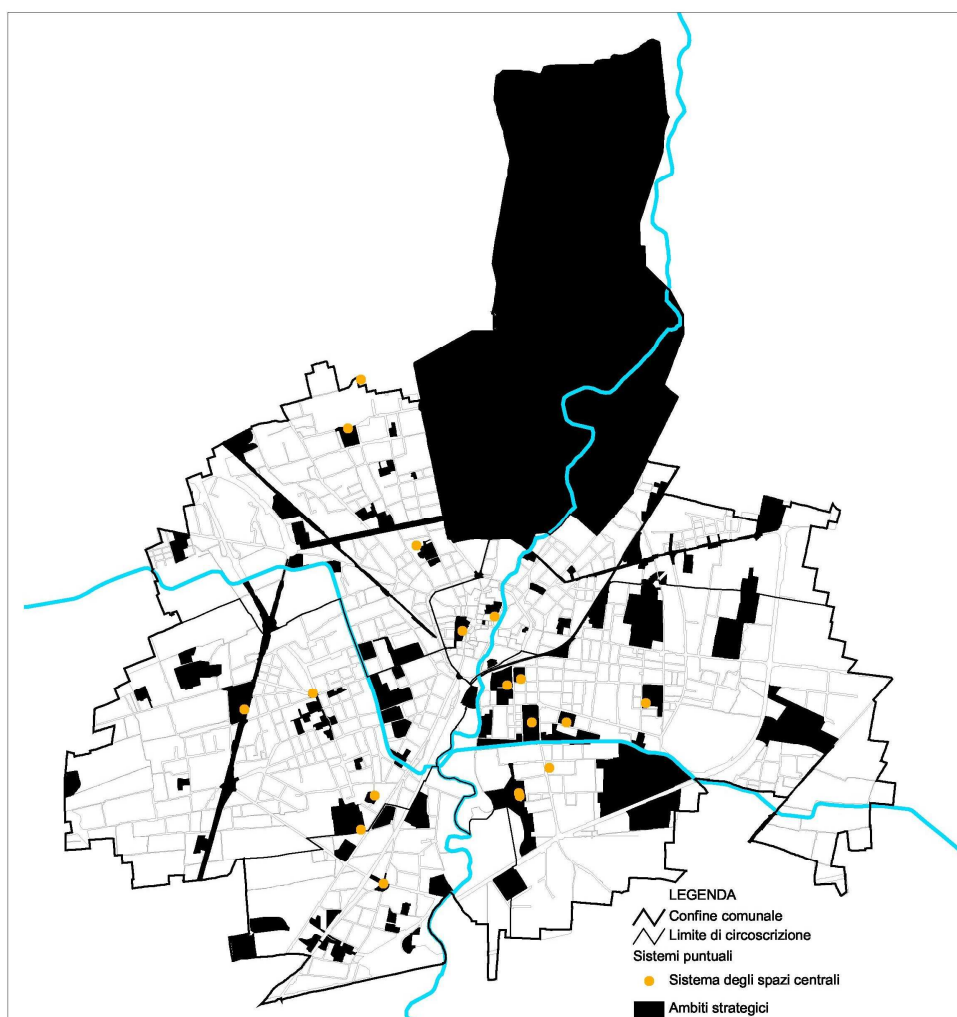 LEGENDA
Confine comunale
Limite di circoscrizione
Sistemi puntuali
Sistema degli spazi centrali
Ambiti strategici